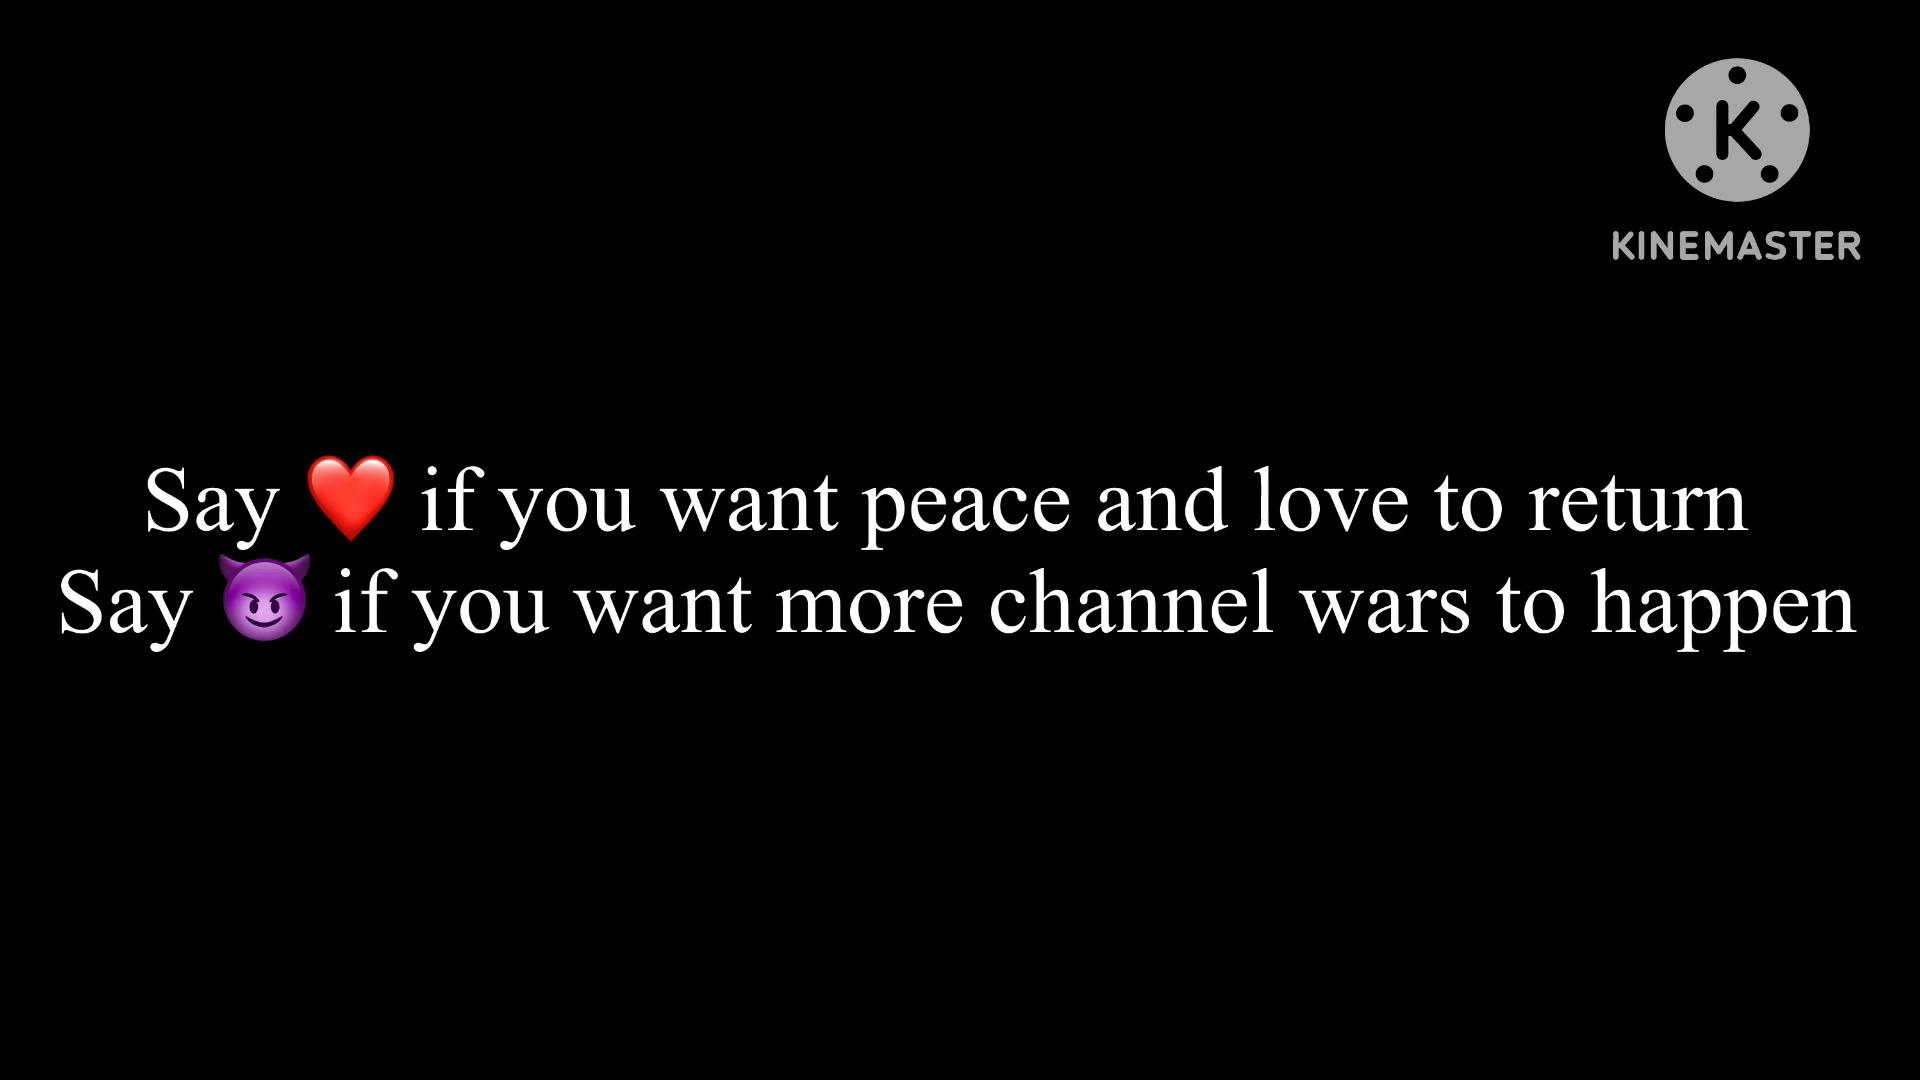 K
KINEMASTER
Say ❤️ if you want peace and love to return
Say 😈 if you want more channel wars to happen